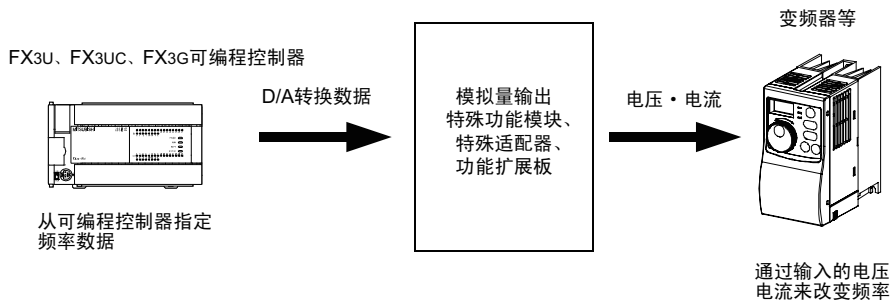 变频器等
FX3U、FX3UC、FX3G可编程控制器
D/A转换数据
模拟量输出
特殊功能模块、
特殊适配器、
功能扩展板
电压・电流
MITSUBISHI
从可编程控制器指定
频率数据
通过输入的电压
电流来改变频率